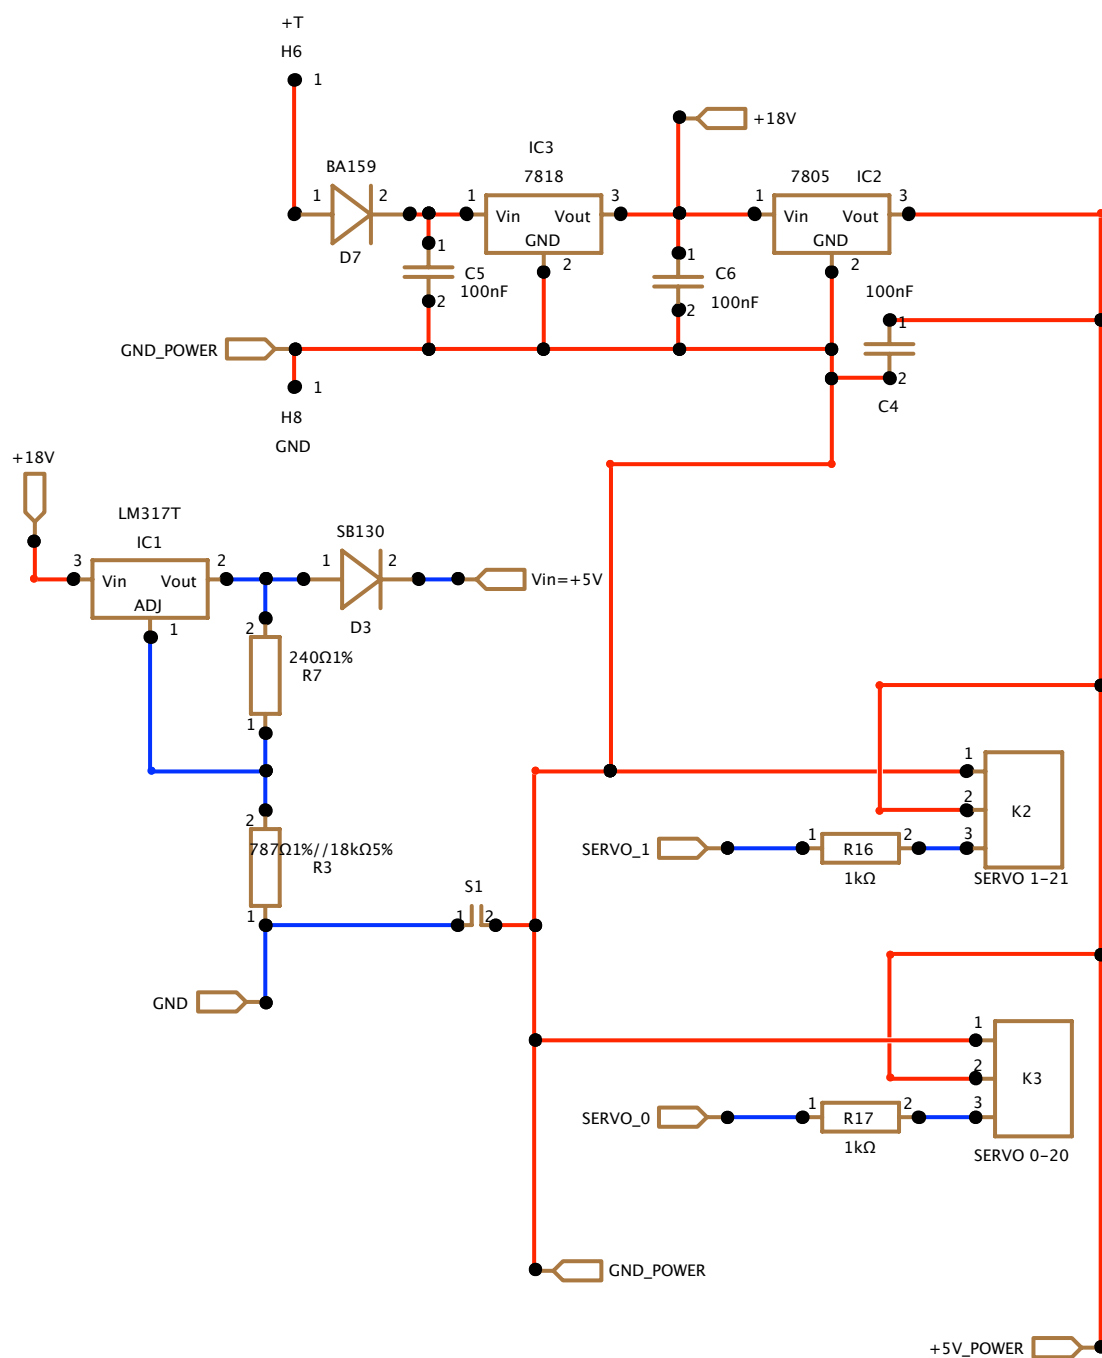 +T
H6
1
+18V
IC3
BA159
7818
7805 IC2
1 2 1 3 1 3
Vin Vout Vin Vout
GND GND
D7 1 2 1 2
C5 C6
100nF 100nF 100nF
2 2 1
GND_POWER
1 2
H8 C4
GND
+18V
LM317T SB130
IC1
3 2 1 2
Vin Vout Vin=+5V
ADJ
1 2 D3
240Ω1%
R7
1
1
2 2
K2
787Ω1%//18kΩ5% SERVO_1 1 R16 2 3
R3 1kΩ SERVO 1-21
S1
1 1 2
GND
1
2
K3
3
SERVO_0 1 R17 2
1kΩ SERVO 0-20
GND_POWER
+5V_POWER